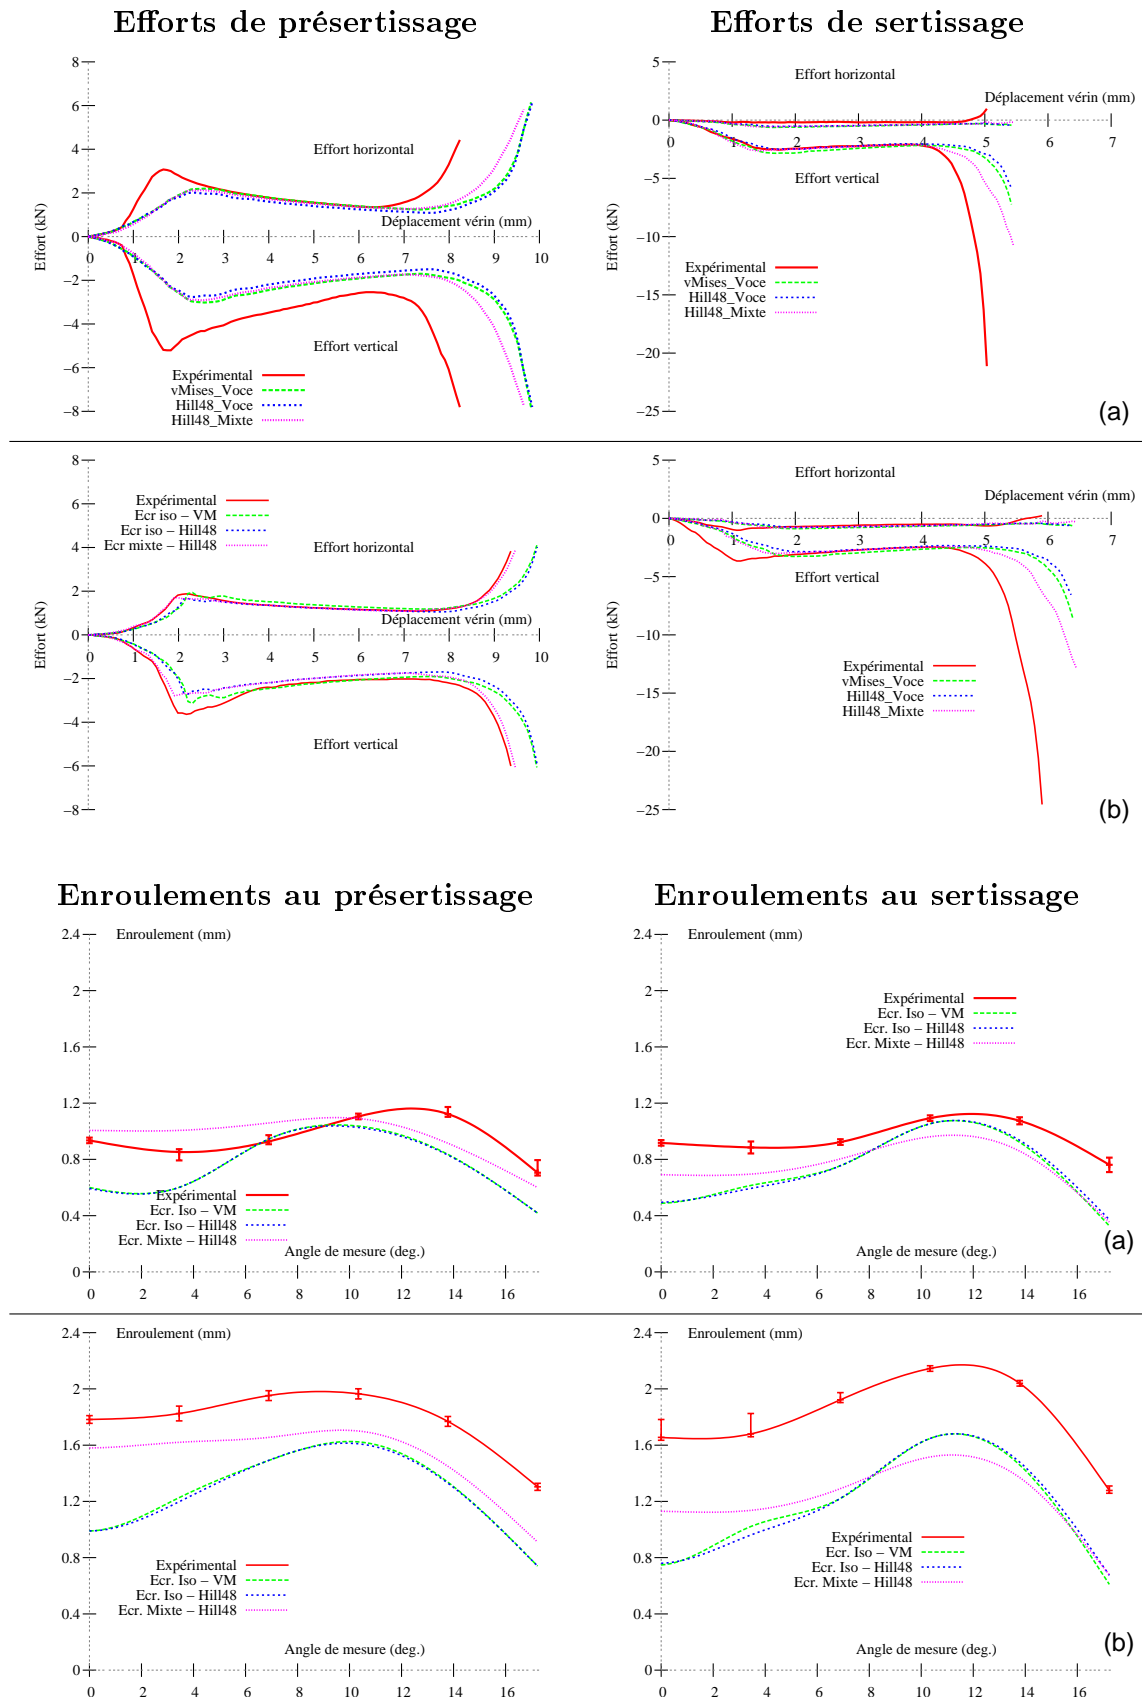 Efforts de présertissage
Efforts de sertissage
8
6
4
2
0
−2
−4
−6
−8
Effort (kN)
Effort horizontal
Déplacement vérin (mm)
0 1 2 3 4 5 6 7 8 9 10
Effort vertical
Expérimental
vMises_Voce
Hill48_Voce
Hill48_Mixte
5
0
−5
−10
−15
−20
−25
Effort (kN)
Effort horizontal
Déplacement vérin (mm)
0 1 2 3 4 5 6 7
Effort vertical
Expérimental
vMises_Voce
Hill48_Voce
Hill48_Mixte
(a)
8
6
4
2
0
−2
−4
−6
−8
Effort (kN)
Expérimental
Ecr iso − VM
Ecr iso − Hill48
Ecr mixte − Hill48
Effort horizontal
Déplacement vérin (mm)
0 1 2 3 4 5 6 7 8 9 10
Effort vertical
5
0
−5
−10
−15
−20
−25
Effort (kN)
Effort horizontal
Déplacement vérin (mm)
0 1 2 3 4 5 6 7
Effort vertical
Expérimental
vMises_Voce
Hill48_Voce
Hill48_Mixte
(b)
Enroulements au présertissage
Enroulements au sertissage
2.4
2
1.6
1.2
0.8
0.4
0
Enroulement (mm)
Expérimental
Ecr. Iso − VM
Ecr. Iso − Hill48
Ecr. Mixte − Hill48
Angle de mesure (deg.)
0 2 4 6 8 10 12 14 16
2.4
2
1.6
1.2
0.8
0.4
0
Enroulement (mm)
Expérimental
Ecr. Iso − VM
Ecr. Iso − Hill48
Ecr. Mixte − Hill48
Angle de mesure (deg.)
0 2 4 6 8 10 12 14 16
(a)
2.4
2
1.6
1.2
0.8
0.4
0
Enroulement (mm)
Expérimental
Ecr. Iso − VM
Ecr. Iso − Hill48
Ecr. Mixte − Hill48
Angle de mesure (deg.)
0 2 4 6 8 10 12 14 16
2.4
2
1.6
1.2
0.8
0.4
0
Enroulement (mm)
Expérimental
Ecr. Iso − VM
Ecr. Iso − Hill48
Ecr. Mixte − Hill48
Angle de mesure (deg.)
0 2 4 6 8 10 12 14 16
(b)